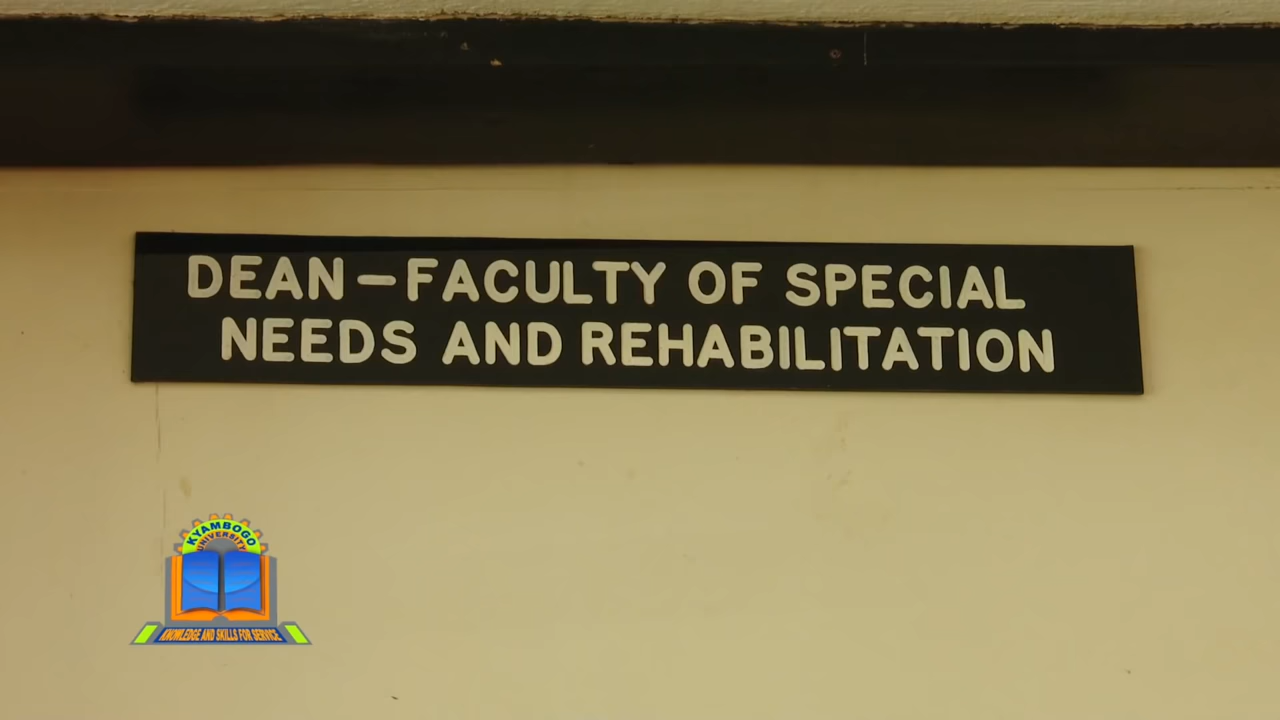 DEAN – FACULTY OF SPECIAL
NEEDS AND REHABILITATION
KYAMBOGO
UNIVERSITY
KNOWLEDGE AND SKILLS FOR SERVICE